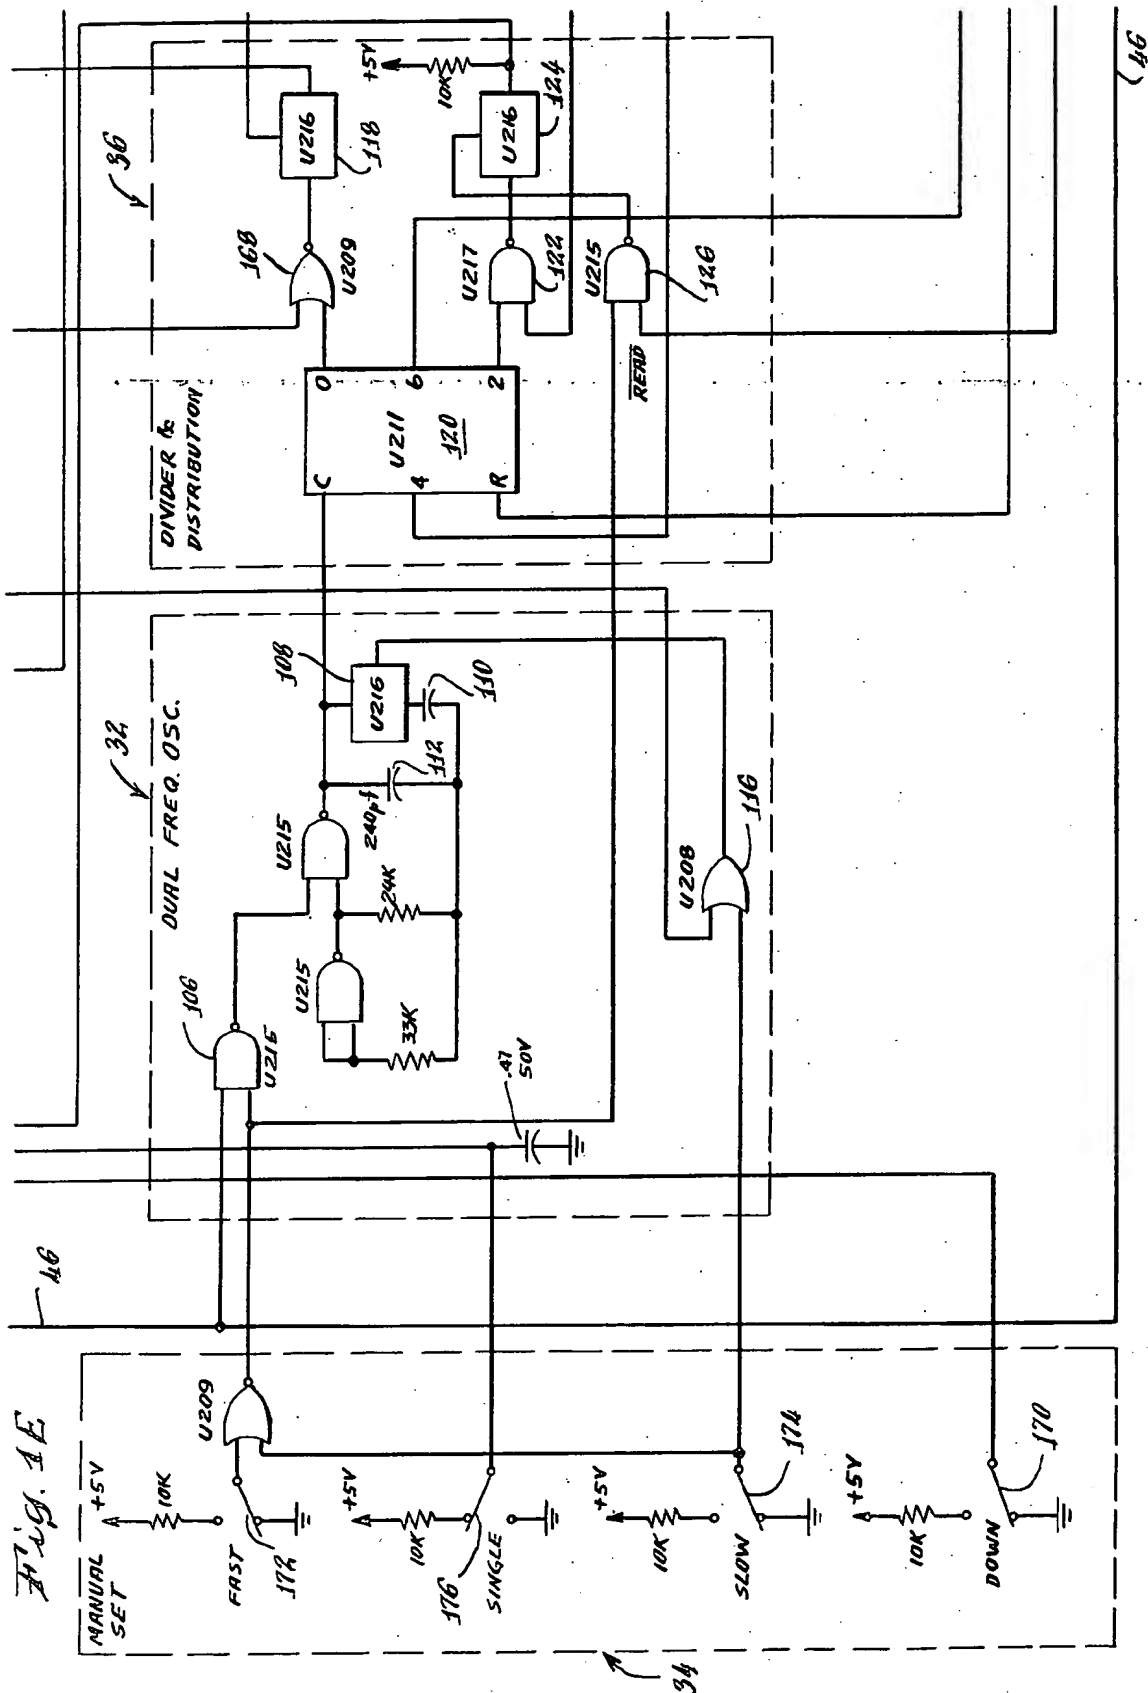 Fig. 1E
MANUAL
SET
+5V
10K
FAST
172
U209
+5V
10K
176
SINGLE
+5V
10K
SLOW
174
+5V
10K
DOWN
170
34
46
32
DUAL FREQ. OSC.
106
U215
U215
33K
24K
U215
240pf
112
108
U216
110
.47
50V
U208
116
36
DIVIDER &
DISTRIBUTION
C
O
4
6
R
2
U211
120
168
U209
U216
118
U217
122
+5V
10K
U216
124
U215
126
READ
46